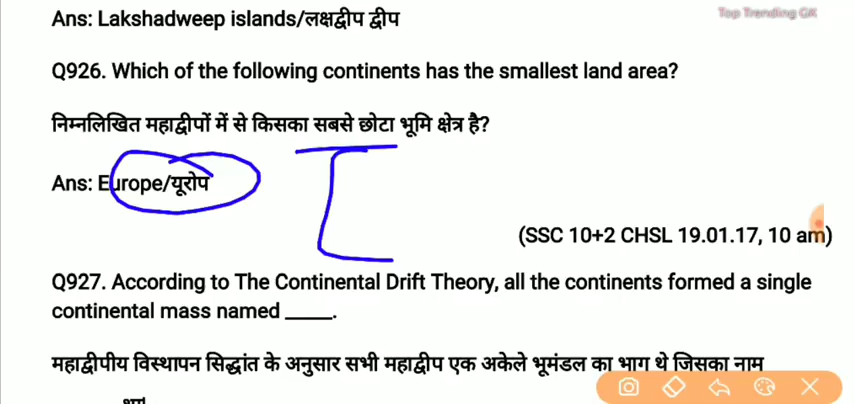 Top Trending GK
Ans: Lakshadweep islands/लक्षद्वीप द्वीप
Q926. Which of the following continents has the smallest land area?
निम्नलिखित महाद्वीपों में से किसका सबसे छोटा भूमि क्षेत्र है?
Ans: Europe/यूरोप
(SSC 10+2 CHSL 19.01.17, 10 am)
Q927. According to The Continental Drift Theory, all the continents formed a single
continental mass named _____.
महाद्वीपीय विस्थापन सिद्धांत के अनुसार सभी महाद्वीप एक अकेले भूमंडल का भाग थे जिसका नाम